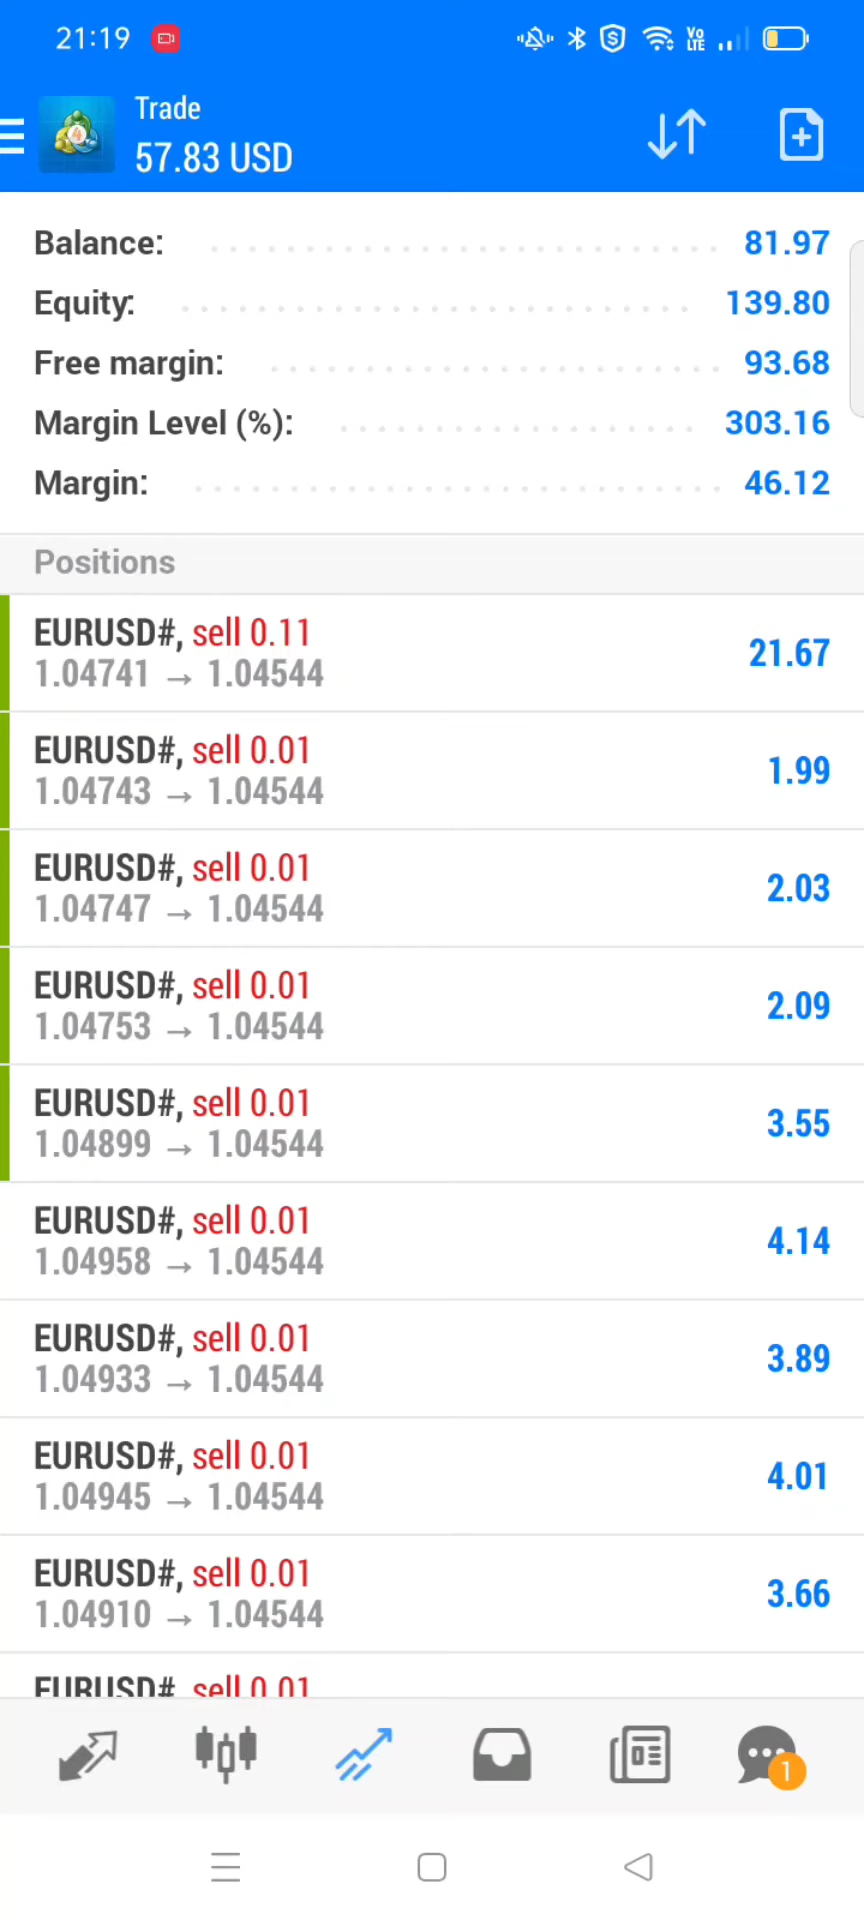 21:19
Vo
LTE
Trade
57.83 USD
Balance: 81.97
Equity: 139.80
Free margin: 93.68
Margin Level (%): 303.16
Margin: 46.12
Positions
EURUSD#, sell 0.11
1.04741 → 1.04544 21.67
EURUSD#, sell 0.01
1.04743 → 1.04544 1.99
EURUSD#, sell 0.01
1.04747 → 1.04544 2.03
EURUSD#, sell 0.01
1.04753 → 1.04544 2.09
EURUSD#, sell 0.01
1.04899 → 1.04544 3.55
EURUSD#, sell 0.01
1.04958 → 1.04544 4.14
EURUSD#, sell 0.01
1.04933 → 1.04544 3.89
EURUSD#, sell 0.01
1.04945 → 1.04544 4.01
EURUSD#, sell 0.01
1.04910 → 1.04544 3.66
EURUSD#, sell 0.01
1